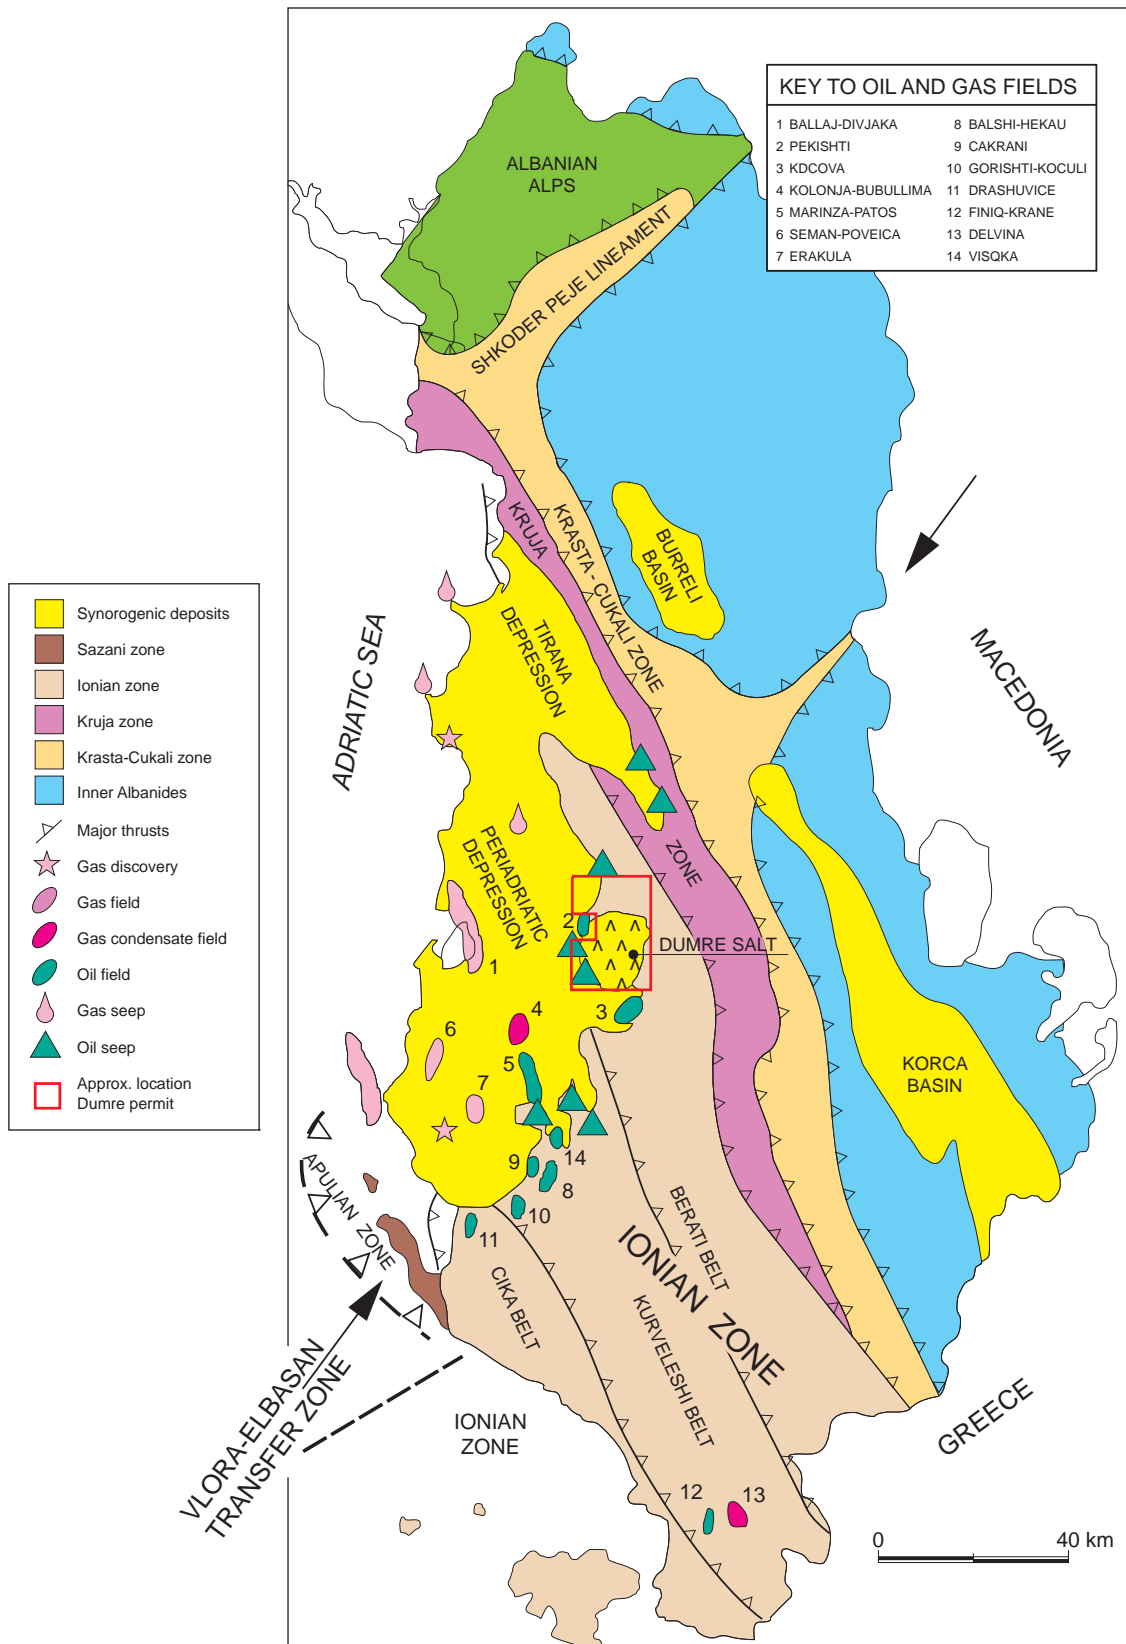 KEY TO OIL AND GAS FIELDS
1 BALLAJ-DIVJAKA
2 PEKISHTI
3 KDCOVA
4 KOLONJA-BUBULLIMA
5 MARINZA-PATOS
6 SEMAN-POVEICA
7 ERAKULA
8 BALSHI-HEKAU
9 CAKRANI
10 GORISHTI-KOCULI
11 DRASHUVICE
12 FINIQ-KRANE
13 DELVINA
14 VISQKA
ALBANIAN
ALPS
SHKODER PEJE LINEAMENT
KRUJA
KRASTA - CUKALI ZONE
BURRELI
BASIN
TIRANA
DEPRESSION
ADRIATIC SEA
MACEDONIA
PERIADRIATIC
DEPRESSION
ZONE
2
DUMRE SALT
1
3
4
5
6
7
KORCA
BASIN
14
9
8
10
11
APULIAN ZONE
BERATI BELT
IONIAN ZONE
CIKA BELT
KURVELESHI BELT
VLORA-ELBASAN
TRANSFER ZONE
IONIAN
ZONE
GREECE
12
13
0 40 km
Synorogenic deposits
Sazani zone
Ionian zone
Kruja zone
Krasta-Cukali zone
Inner Albanides
Major thrusts
Gas discovery
Gas field
Gas condensate field
Oil field
Gas seep
Oil seep
Approx. location
Dumre permit